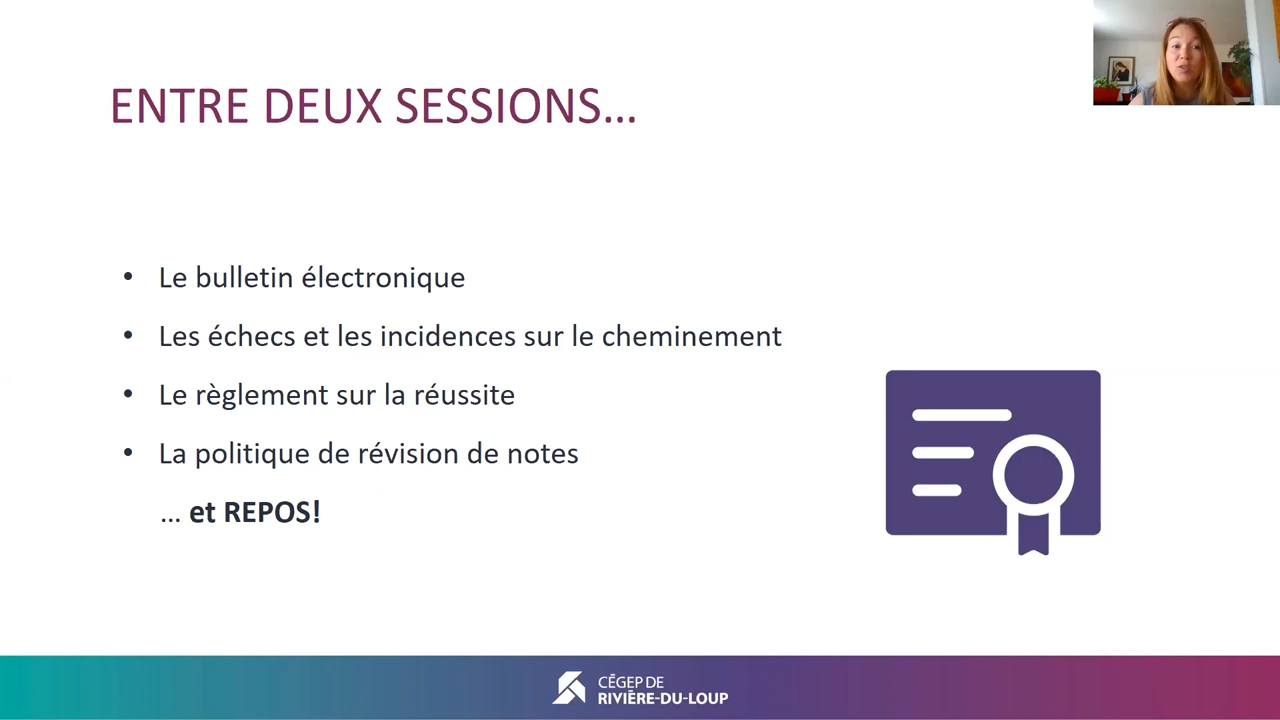 ENTRE DEUX SESSIONS...
• Le bulletin électronique
• Les échecs et les incidences sur le cheminement
• Le règlement sur la réussite
• La politique de révision de notes
... et REPOS!
CÉGEP DE
RIVIÈRE-DU-LOUP